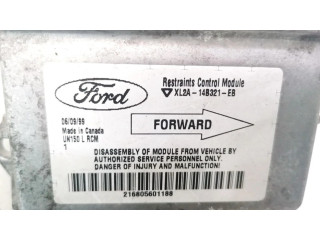 Ford
Restraints Control Module
XL2A - 14B321 - EB
06/09/99
Made in Canada
UN150 L RCM
1
FORWARD
DISASSEMBLY OF MODULE FROM VEHICLE BY
AUTHORIZED SERVICE PERSONNEL ONLY.
DANGER OF INJURY AND MALFUNCTION!
216805601188